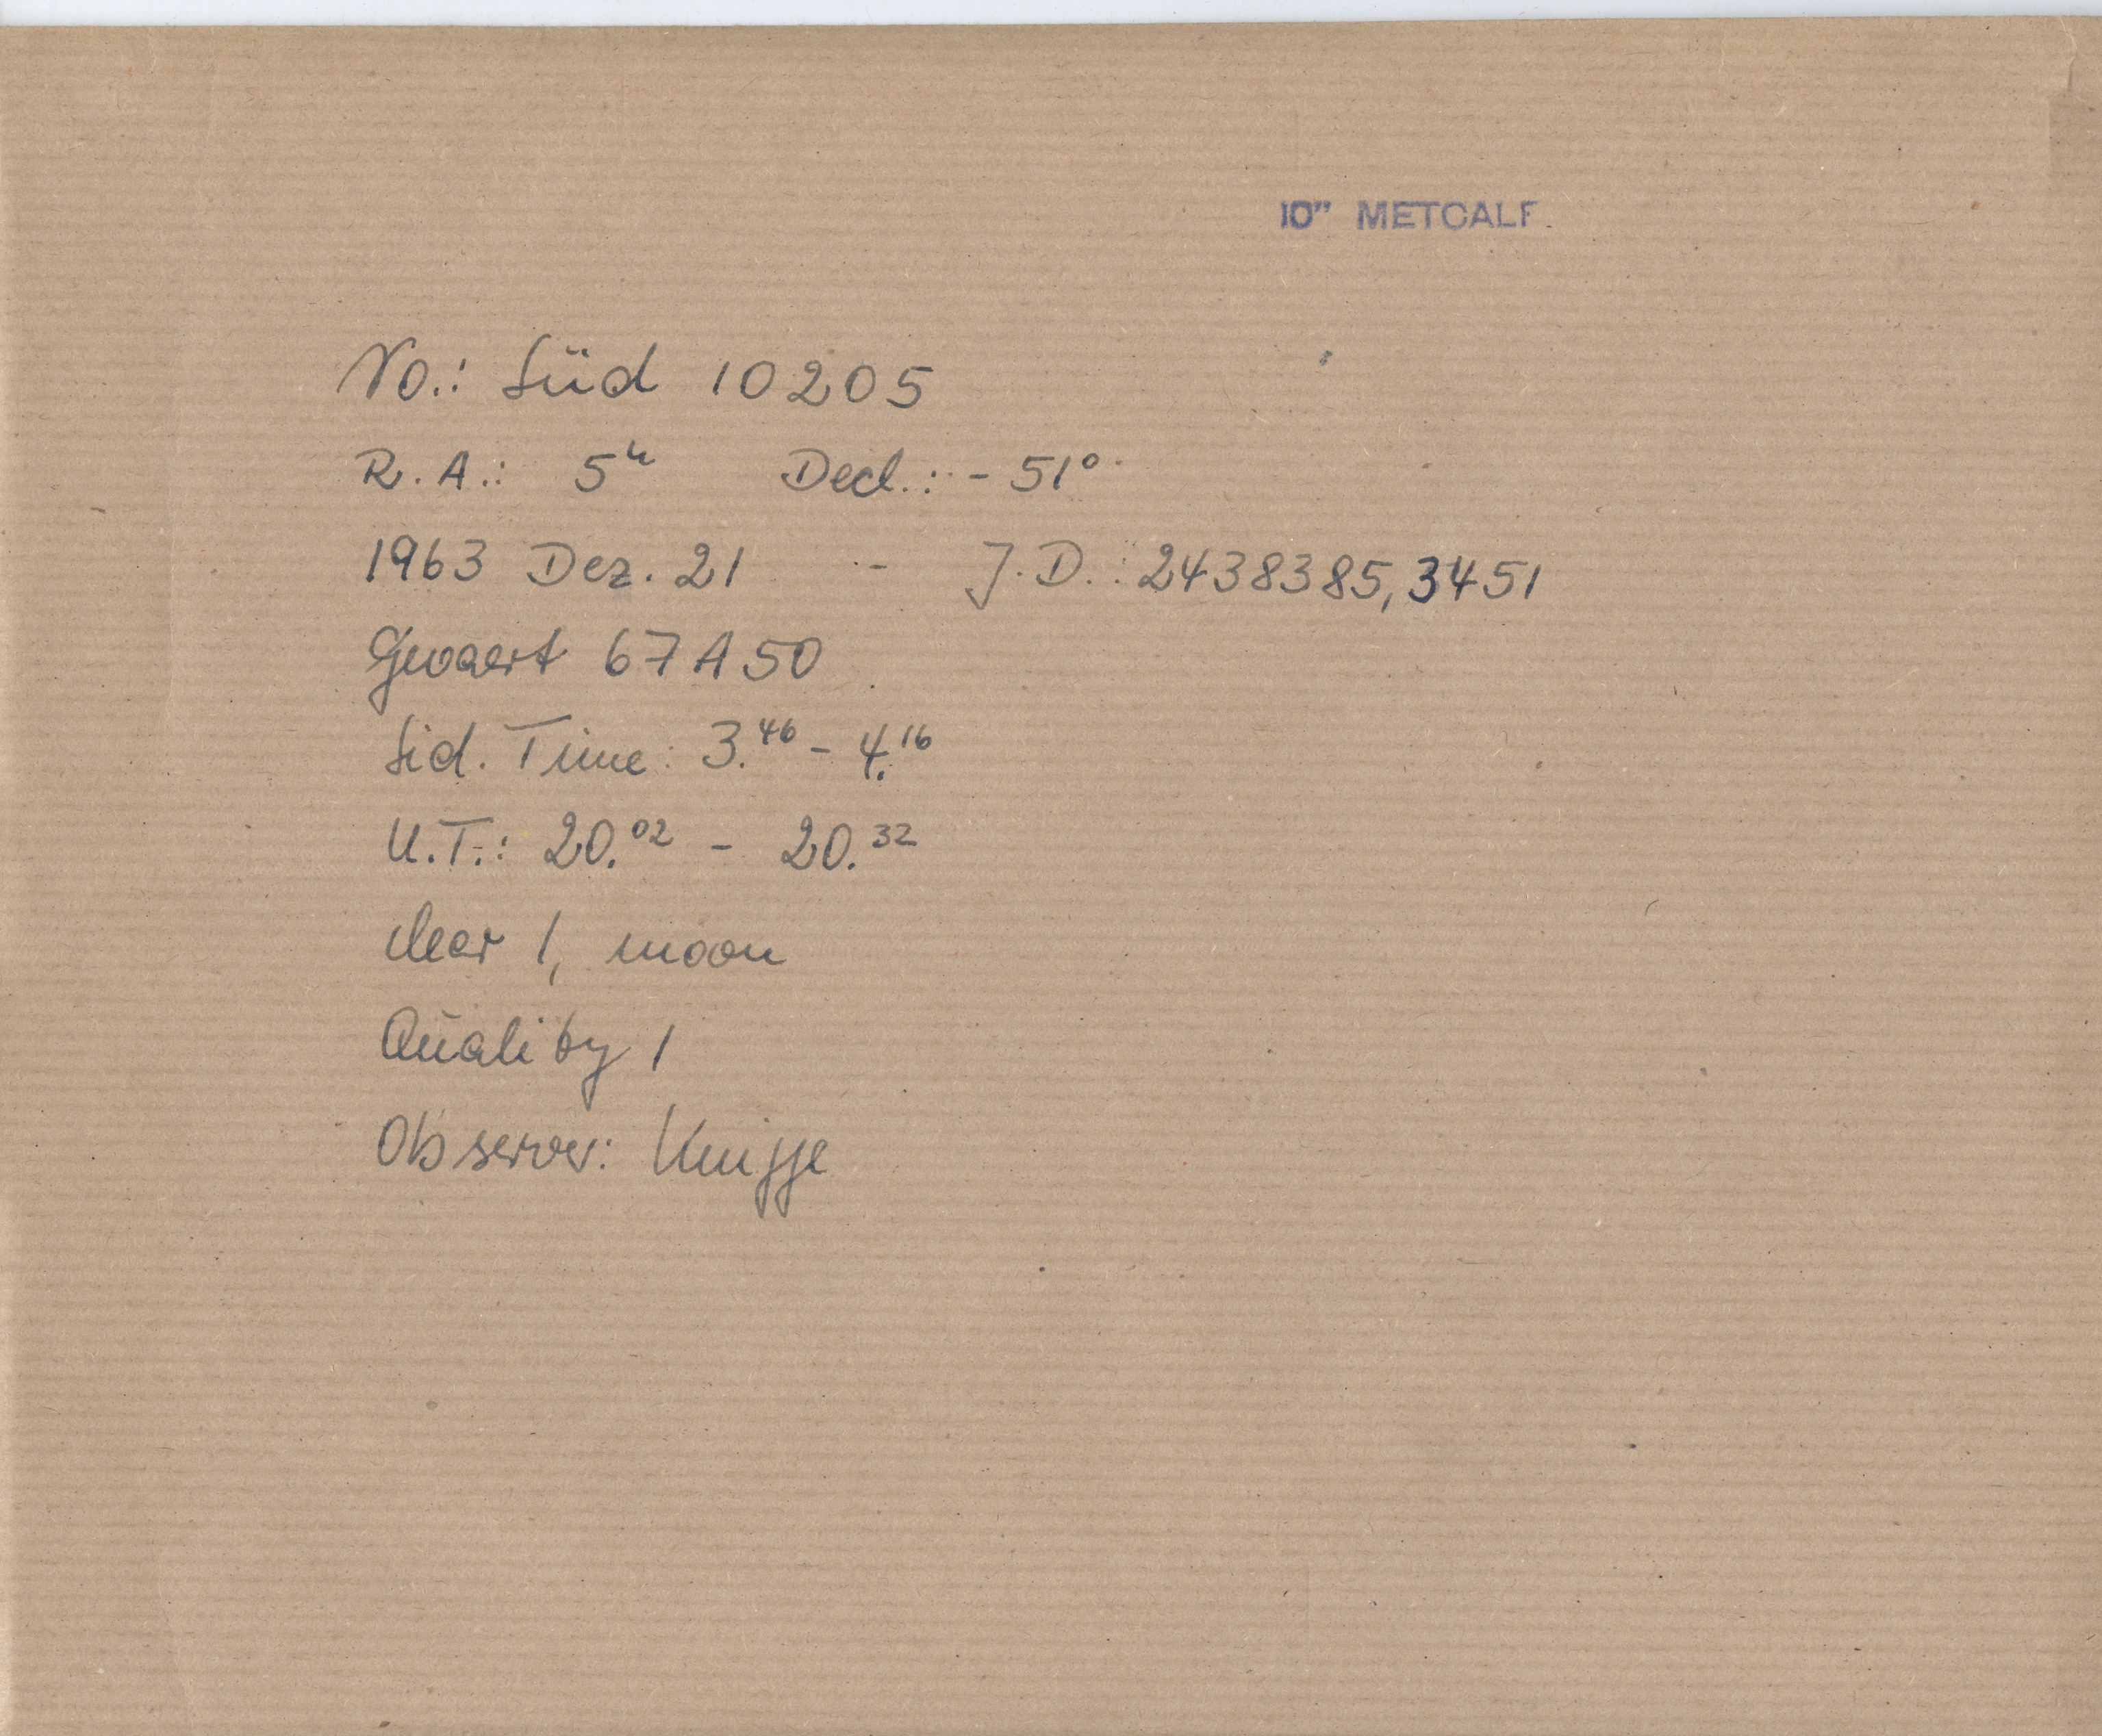 10" METCALF
No.: Süd 10205
R.A.: 5ʰ Decl.: - 51°
1963 Dez. 21 - J.D.: 2438385,3451
Gevaert 67A50
Sid. Time: 3.⁴⁶ - 4.¹⁶
U.T.: 20.⁰² - 20.³²
clear 1, moon
Quality 1
Observer: Knigge